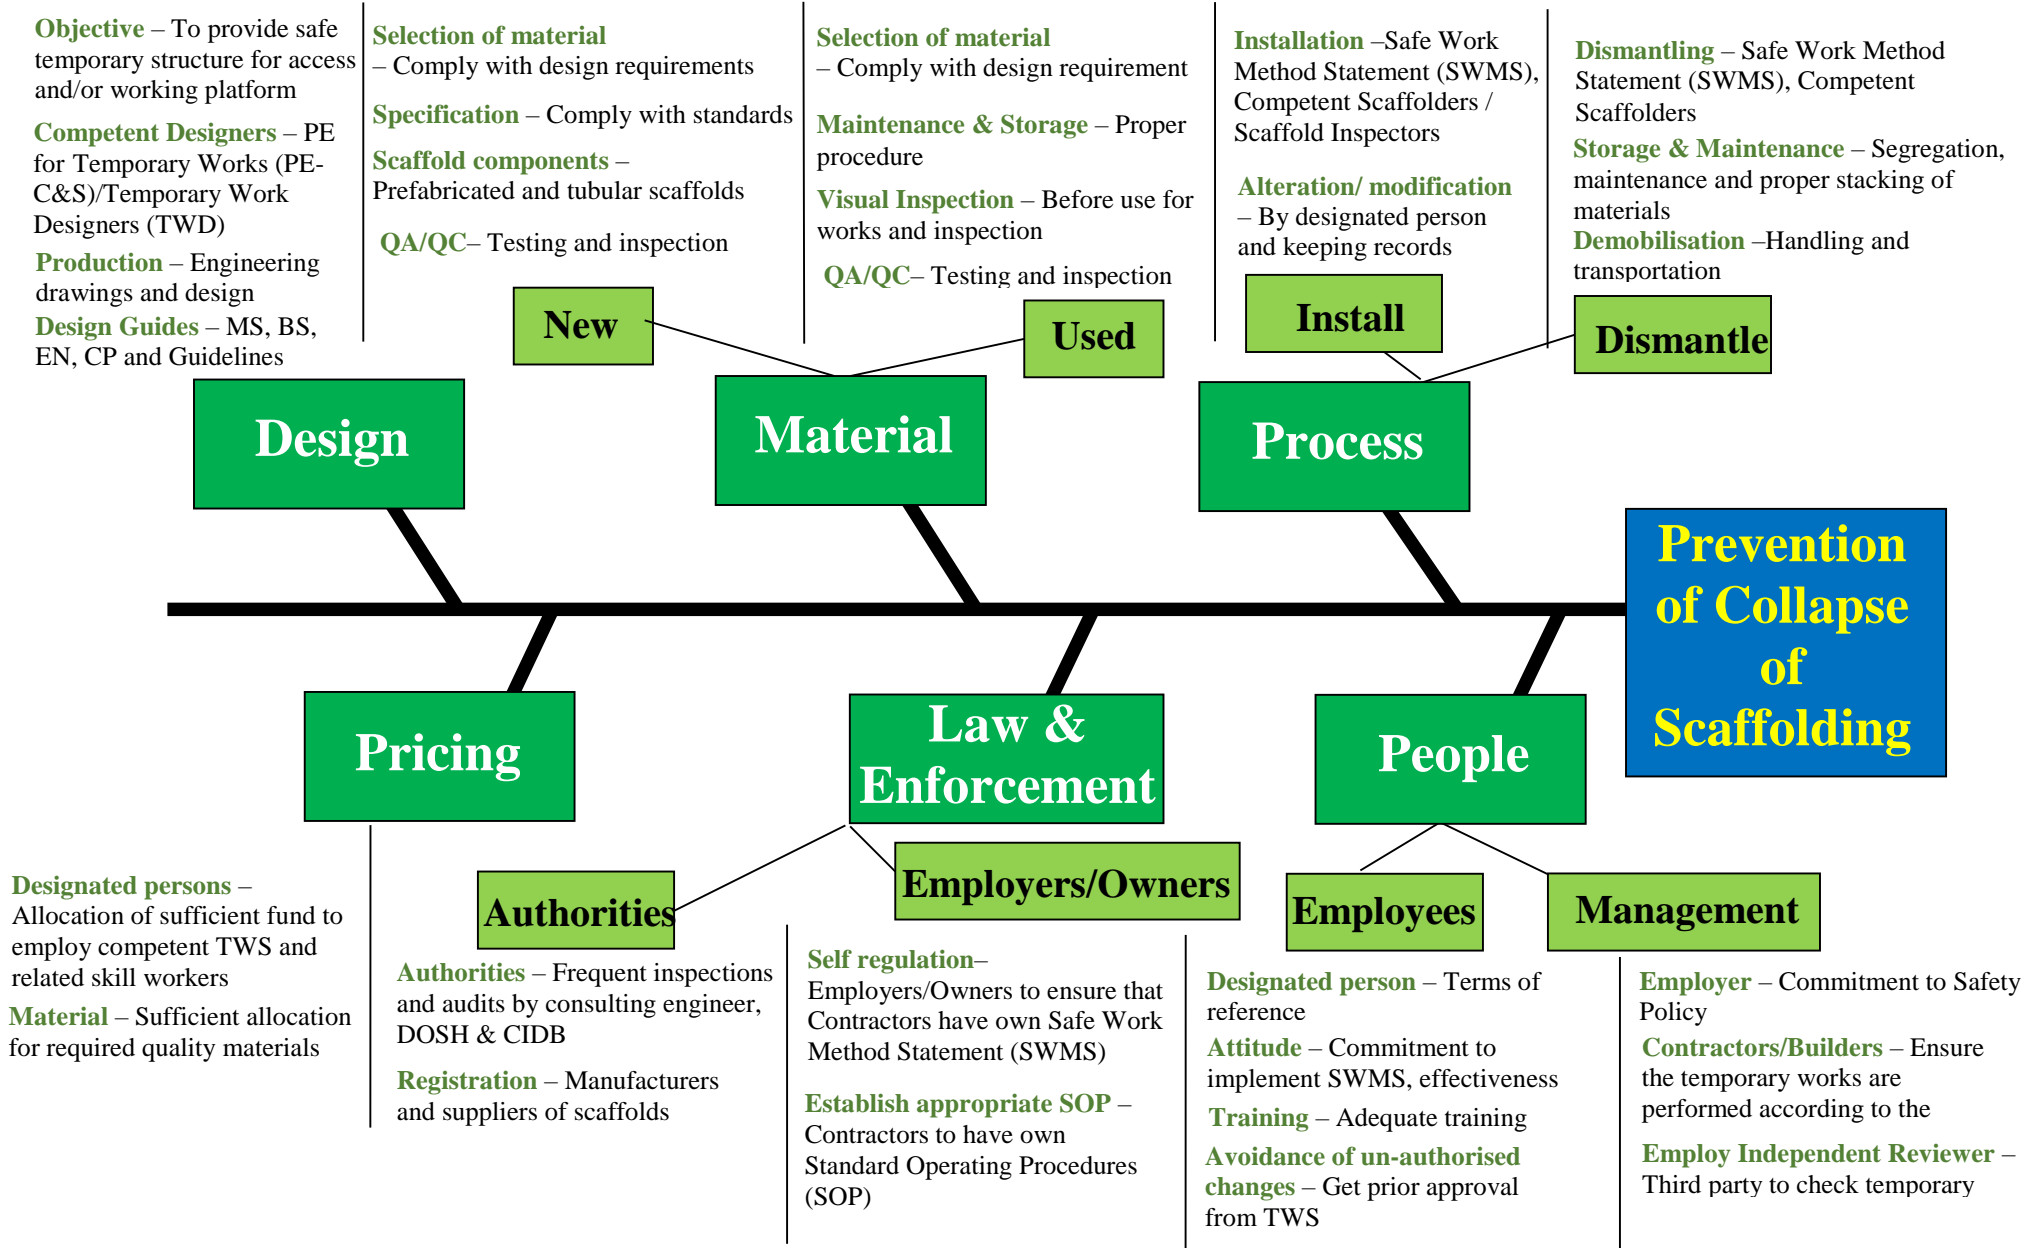 Objective – To provide safe
temporary structure for access
and/or working platform
Competent Designers – PE
for Temporary Works (PE-
C&S)/Temporary Work
Designers (TWD)
Production – Engineering
drawings and design
Design Guides – MS, BS,
EN, CP and Guidelines
Selection of material
– Comply with design requirements
Specification – Comply with standards
Scaffold components –
Prefabricated and tubular scaffolds
QA/QC– Testing and inspection
Selection of material
– Comply with design requirement
Maintenance & Storage – Proper
procedure
Visual Inspection – Before use for
works and inspection
QA/QC– Testing and inspection
Installation –Safe Work
Method Statement (SWMS),
Competent Scaffolders /
Scaffold Inspectors
Alteration/ modification
– By designated person
and keeping records
Dismantling – Safe Work Method
Statement (SWMS), Competent
Scaffolders
Storage & Maintenance – Segregation,
maintenance and proper stacking of
materials
Demobilisation –Handling and
transportation
New
Used
Install
Dismantle
Design
Material
Process
Prevention
of Collapse
of
Scaffolding
Pricing
Law &
Enforcement
People
Authorities
Employers/Owners
Employees
Management
Designated persons –
Allocation of sufficient fund to
employ competent TWS and
related skill workers
Material – Sufficient allocation
for required quality materials
Authorities – Frequent inspections
and audits by consulting engineer,
DOSH & CIDB
Registration – Manufacturers
and suppliers of scaffolds
Self regulation–
Employers/Owners to ensure that
Contractors have own Safe Work
Method Statement (SWMS)
Establish appropriate SOP –
Contractors to have own
Standard Operating Procedures
(SOP)
Designated person – Terms of
reference
Attitude – Commitment to
implement SWMS, effectiveness
Training – Adequate training
Avoidance of un-authorised
changes – Get prior approval
from TWS
Employer – Commitment to Safety
Policy
Contractors/Builders – Ensure
the temporary works are
performed according to the
Employ Independent Reviewer –
Third party to check temporary